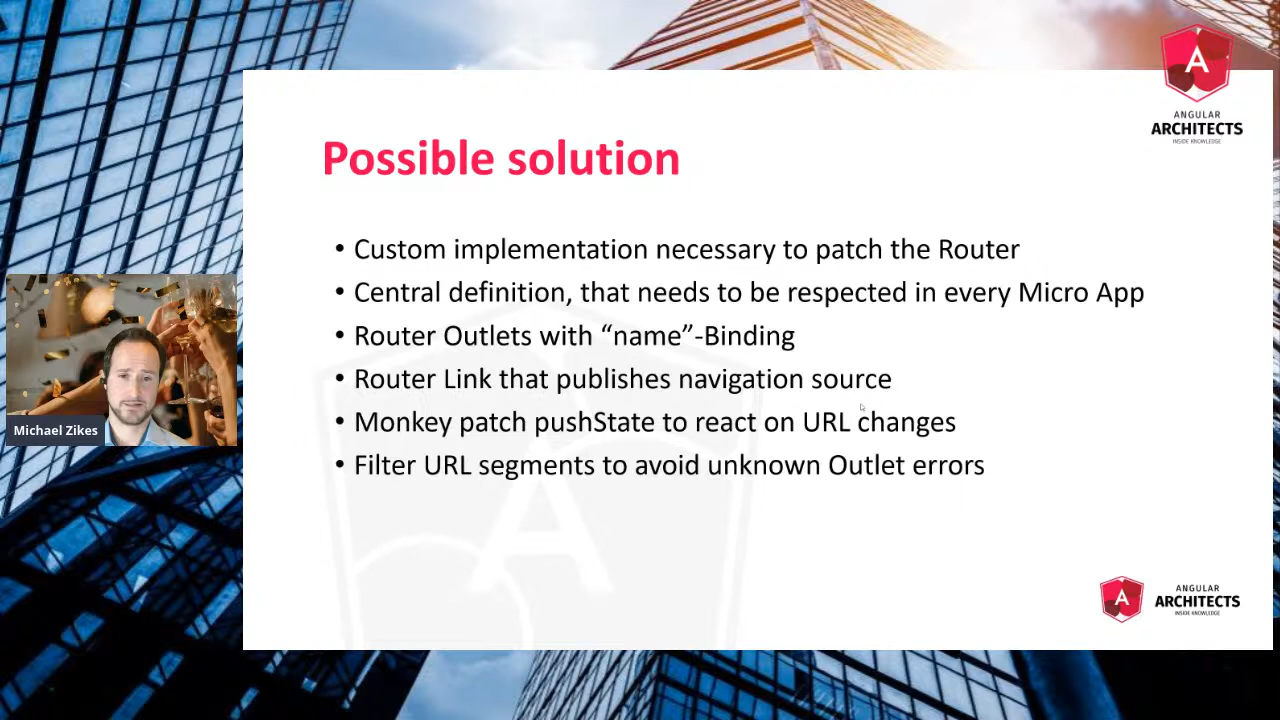 A
ANGULAR
ARCHITECTS
INSIDE KNOWLEDGE
Possible solution
• Custom implementation necessary to patch the Router
• Central definition, that needs to be respected in every Micro App
• Router Outlets with “name”-Binding
• Router Link that publishes navigation source
• Monkey patch pushState to react on URL changes
• Filter URL segments to avoid unknown Outlet errors
Michael Zikes
A
ANGULAR
ARCHITECTS
INSIDE KNOWLEDGE